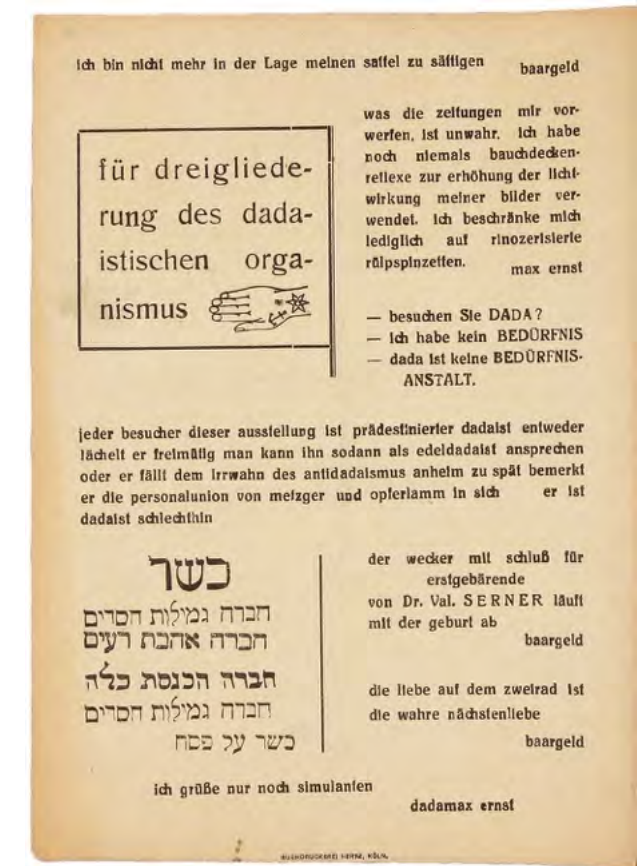 ich bin nicht mehr in der Lage meinen sattel zu sättigen
baargeld
für dreigliede-
rung des dada-
istischen orga-
nismus
was die zeitungen mir vor-
werfen, ist unwahr. ich habe
noch niemals bauchdecken-
reflexe zur erhöhung der licht-
wirkung meiner bilder ver-
wendet. ich beschränke mich
lediglich auf rinozerisierte
rülpspinzetten.
max ernst
— besuchen Sie DADA?
— ich habe kein BEDÜRFNIS
— dada ist keine BEDÜRFNIS-
ANSTALT.
jeder besucher dieser ausstellung ist prädestinierter dadaist entweder
lächelt er freimütig man kann ihn sodann als edeldadaist ansprechen
oder er fällt dem irrwahn des antidadaismus anheim zu spät bemerkt
er die personalunion von metzger und opferlamm in sich er ist
dadaist schlechthin
כשר
חברה גמילות חסדים
חברה אהבת רעים
חברה הכנסת כלה
חברה גמילות חסדים
כשר על פסח
der wecker mit schluß für
erstgebärende
von Dr. Val. SERNER läuft
mit der geburt ab
baargeld
die liebe auf dem zweirad ist
die wahre nächstenliebe
baargeld
ich grüße nur noch simulanten
dadamax ernst
BUCHDRUCKEREI HERTZ, KÖLN.